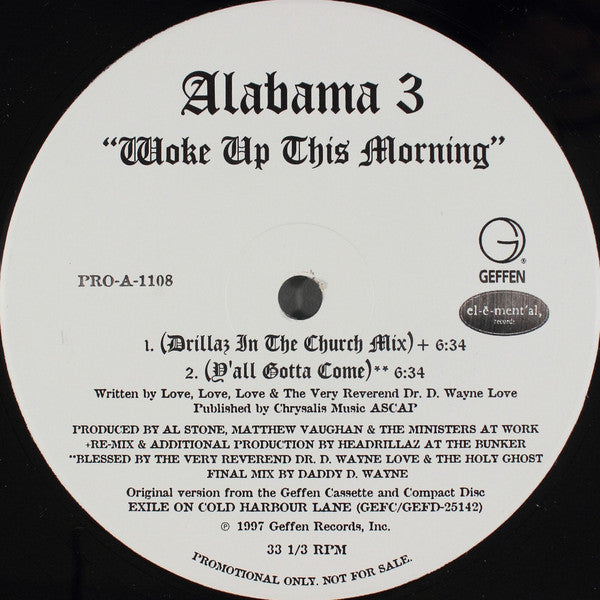 Alabama 3
"Woke Up This Morning"
GEFFEN
®
PRO-A-1108
el-ē-ment'al,
records
1. (Drillaz In The Church Mix) + 6:34
2. (Y'all Gotta Come)** 6:34
Written by Love, Love, Love & The Very Reverend Dr. D. Wayne Love
Published by Chrysalis Music ASCAP
PRODUCED BY AL STONE, MATTHEW VAUGHAN & THE MINISTERS AT WORK
+RE-MIX & ADDITIONAL PRODUCTION BY HEADRILLAZ AT THE BUNKER
**BLESSED BY THE VERY REVEREND DR. D. WAYNE LOVE & THE HOLY GHOST
FINAL MIX BY DADDY D. WAYNE
Original version from the Geffen Cassette and Compact Disc
EXILE ON COLD HARBOUR LANE (GEFC/GEFD-25142)
℗ 1997 Geffen Records, Inc.
33 1/3 RPM
PROMOTIONAL ONLY. NOT FOR SALE.